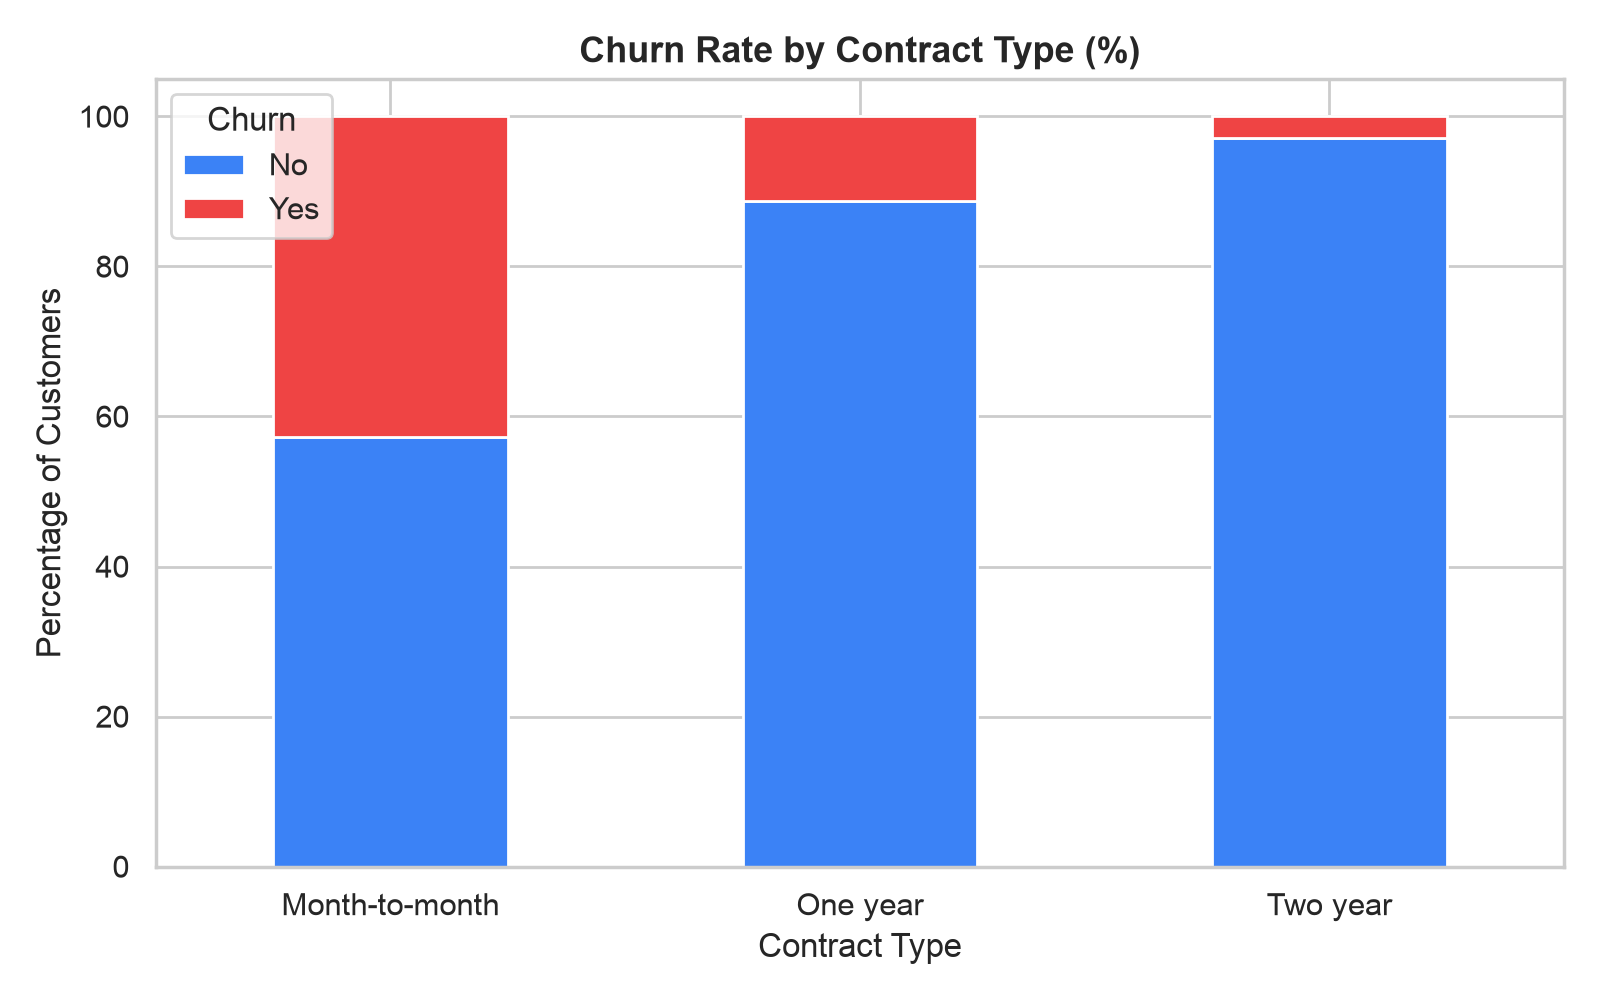 Churn Rate by Contract Type (%)
Churn
No
Yes
100
80
60
40
20
0
Percentage of Customers
Month-to-month
One year
Two year
Contract Type